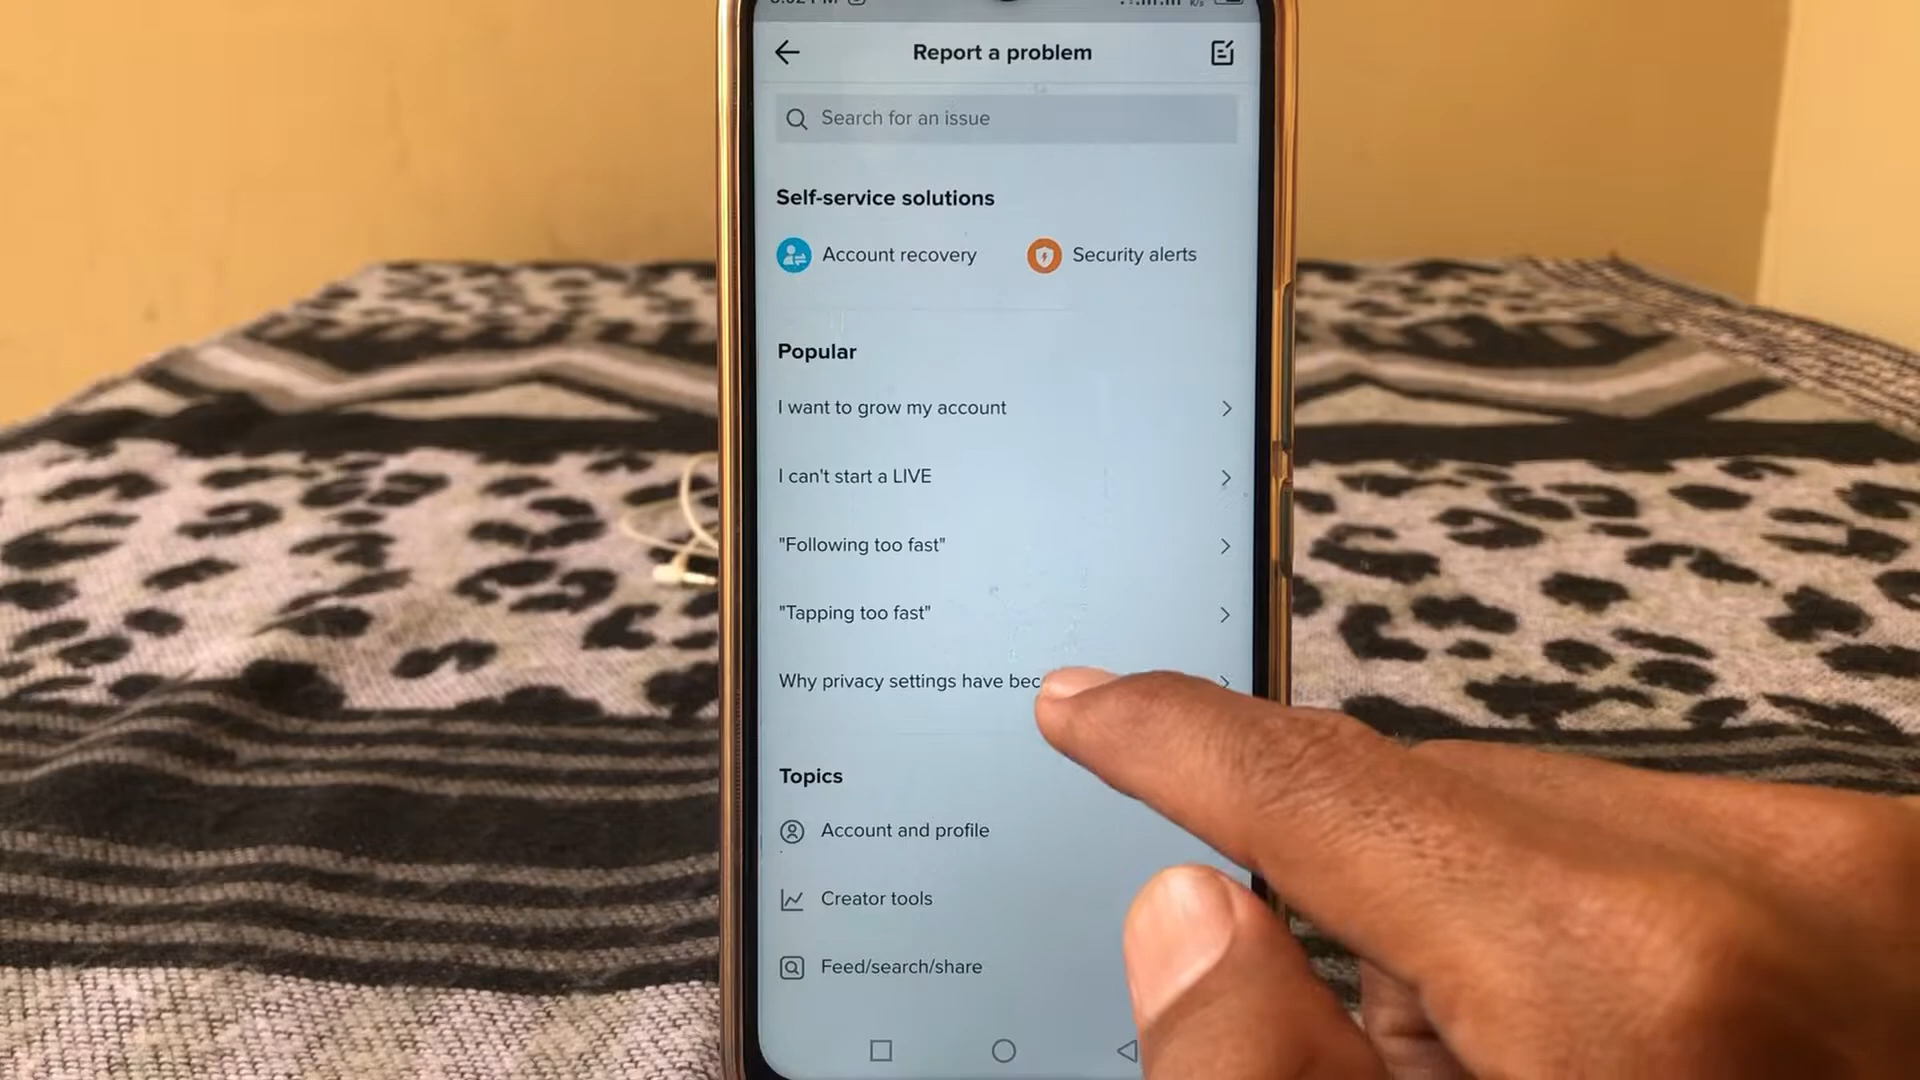 Report a problem
Search for an issue
Self-service solutions
Account recovery
Security alerts
Popular
I want to grow my account
I can't start a LIVE
"Following too fast"
"Tapping too fast"
Why privacy settings have
Topics
Account and profile
Creator tools
Feed/search/share